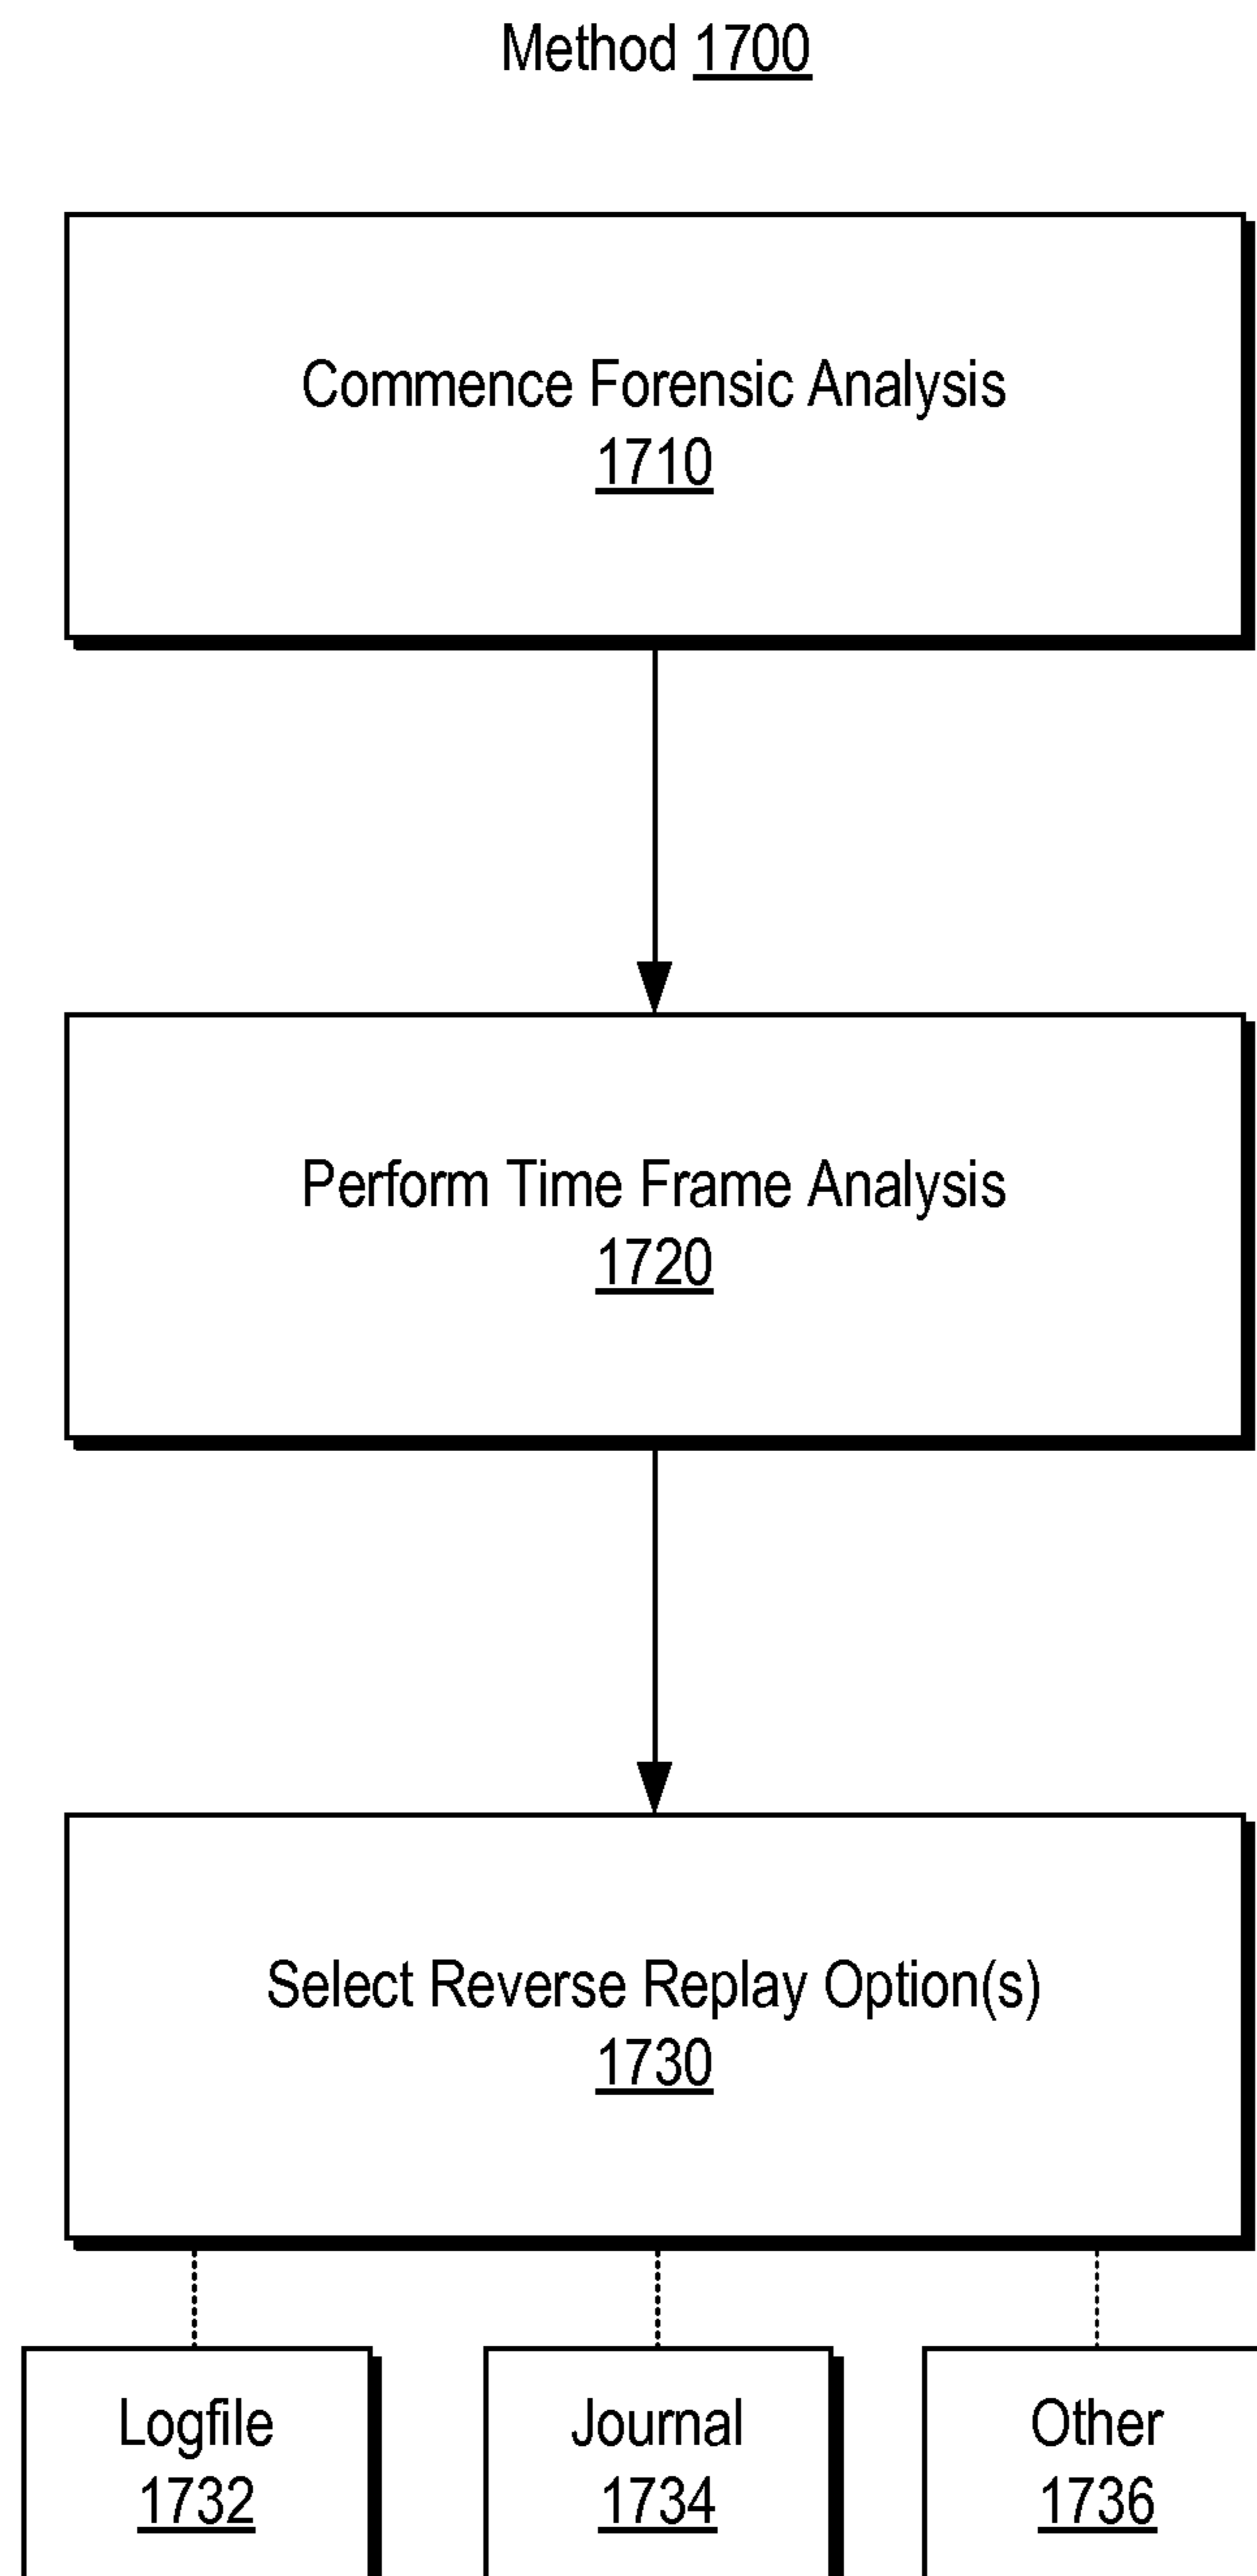 Method 1700
Commence Forensic Analysis
1710
Perform Time Frame Analysis
1720
Select Reverse Replay Option(s)
1730
Logfile
1732
Journal
1734
Other
1736